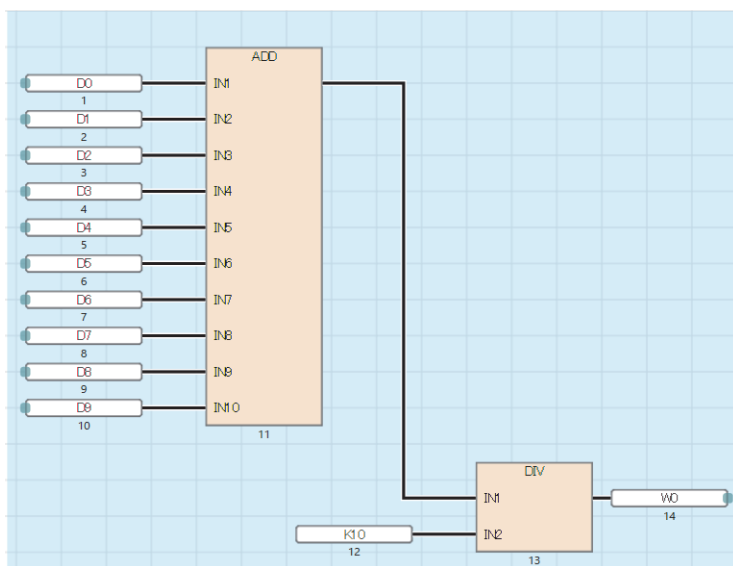 ADD
D0 IN1
1
D1 IN2
2
D2 IN3
3
D3 IN4
4
D4 IN5
5
D5 IN6
6
D6 IN7
7
D7 IN8
8
D8 IN9
9
D9 IN10
10
11
DIV
IN1 W0
14
K10 IN2
12
13